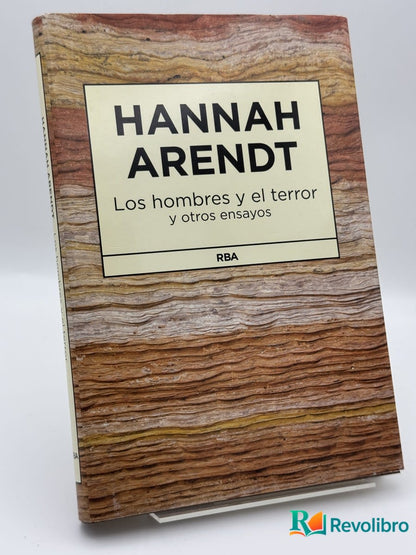 HANNAH
ARENDT
Los hombres y el terror
y otros ensayos
RBA
HANNAH ARENDT
Revolibro